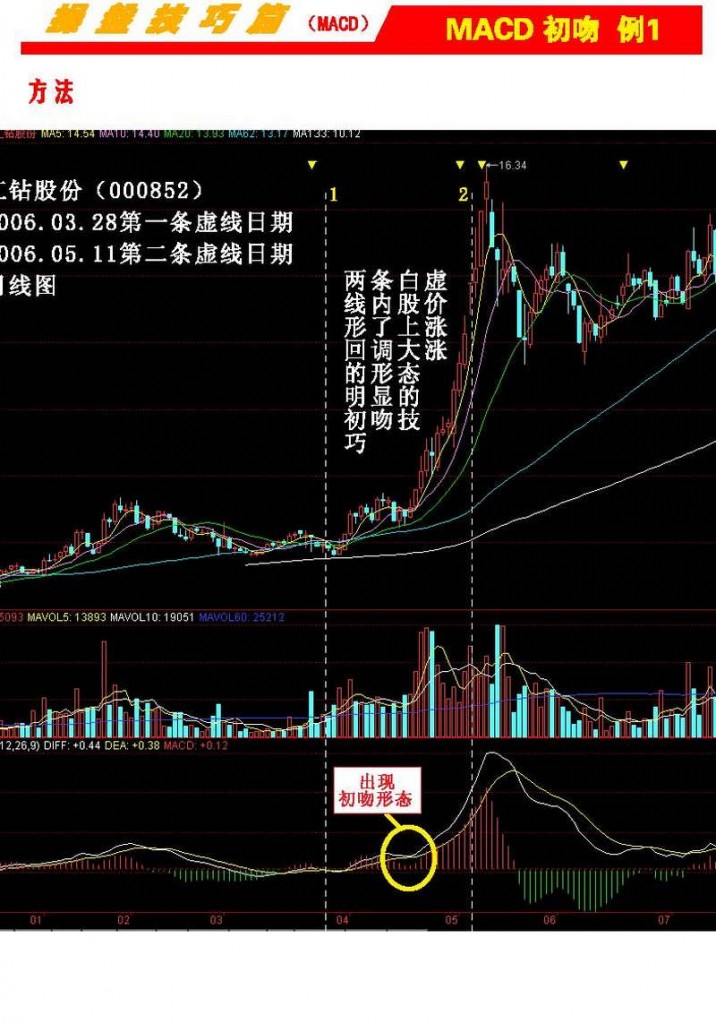 操盘技巧篇（MACD）
MACD 初吻 例1
方法
钻股份 MA5: 14.54 MA10: 14.40 MA20: 13.93 MA62: 13.17 MA133: 10.12
16.34
1
2
钻股份（000852）
006.03.28第一条虚线日期
006.05.11第二条虚线日期
线图
两条白虚
线内股价
形了上涨
回调大涨
的形态
明显的
初吻技
巧
5093 MAVOL5: 13893 MAVOL10: 19051 MAVOL60: 25212
12,26,9) DIFF: +0.44 DEA: +0.38 MACD: +0.12
出现
初吻形态
01 02 03 04 05 06 07